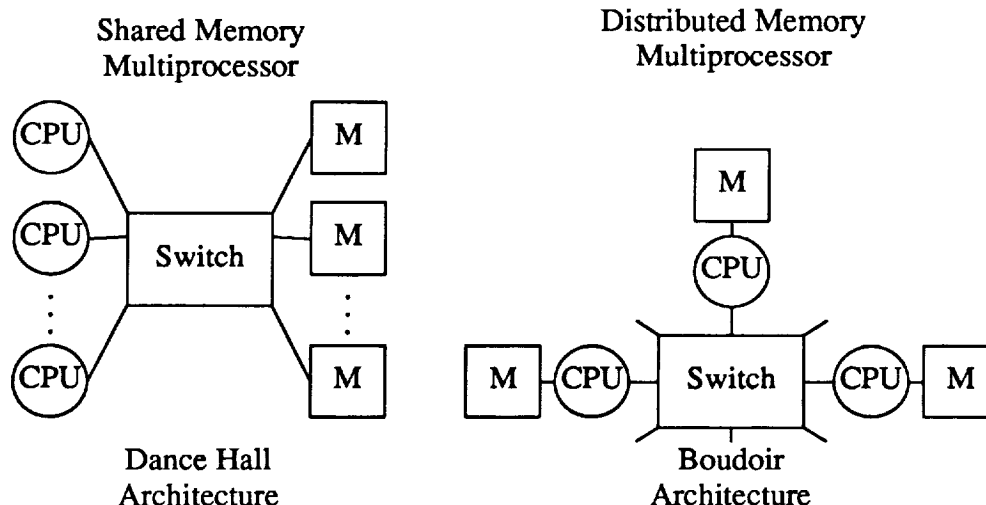 Shared Memory
Multiprocessor
CPU
M
CPU
Switch
M
CPU
M
Dance Hall
Architecture
Distributed Memory
Multiprocessor
M
CPU
M
CPU
Switch
CPU
M
Boudoir
Architecture